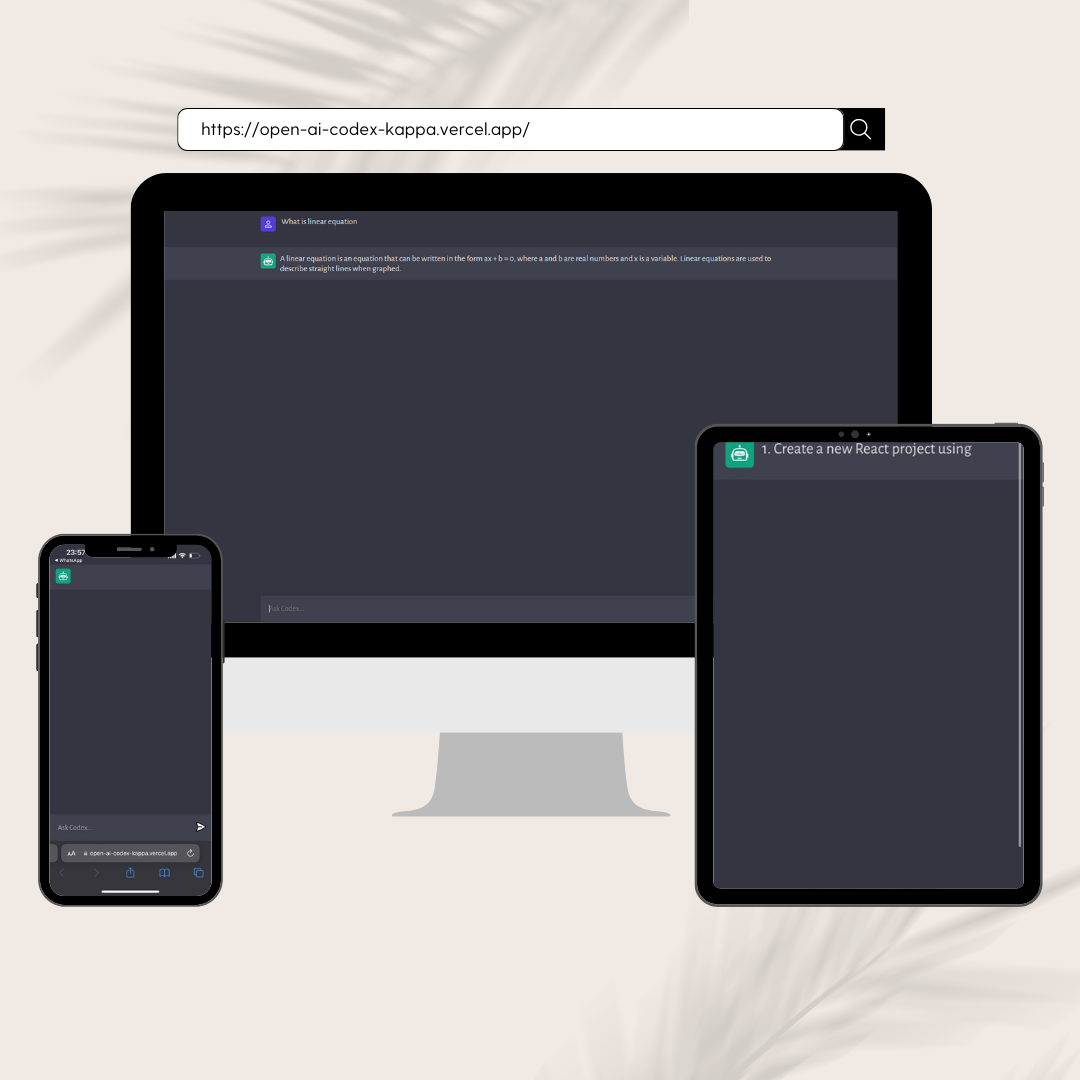 https://open-ai-codex-kappa.vercel.app/
What is linear equation
A linear equation is an equation that can be written in the form ax + b = 0, where a and b are real numbers and x is a variable. Linear equations are used to
describe straight lines when graphed.
Ask Codex...
1. Create a new React project using
23:57
WhatsApp
Ask Codex...
AA open-ai-codex-kappa.vercel.app